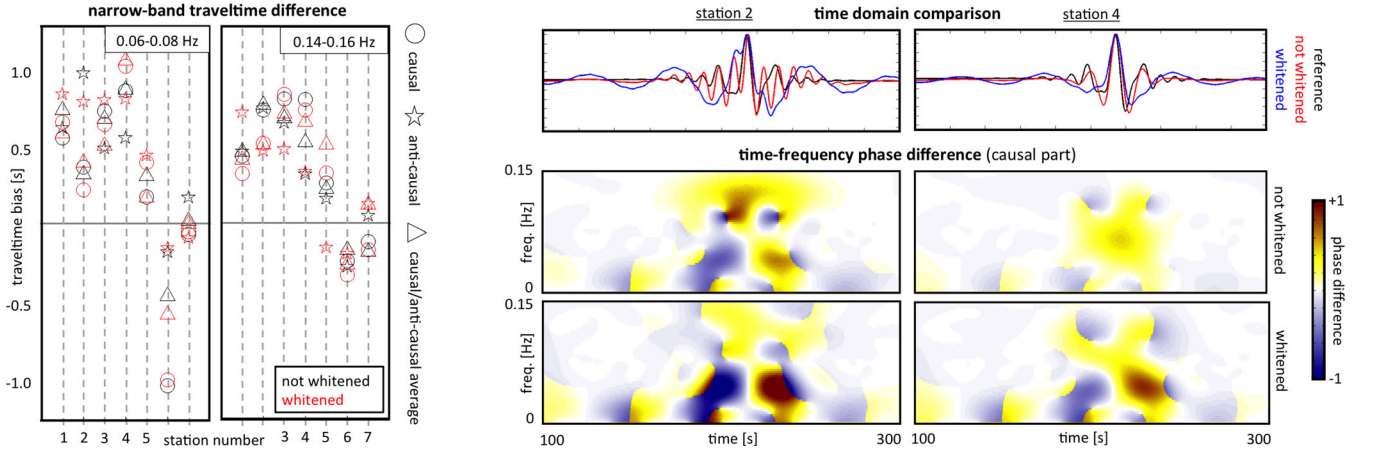 narrow-band traveltime difference
0.06-0.08 Hz
0.14-0.16 Hz
traveltime bias [s]
1.0
0.5
0
-0.5
-1.0
not whitened
whitened
1 2 3 4 5 station number 3 4 5 6 7
causal
anti-causal
causal/anti-causal average
station 2
time domain comparison
station 4
reference
not whitened
whitened
time-frequency phase difference (causal part)
0.15
freq. [Hz]
0
not whitened
0.15
freq. [Hz]
0
whitened
100 time [s] 300
100 time [s] 300
+1
phase difference
-1